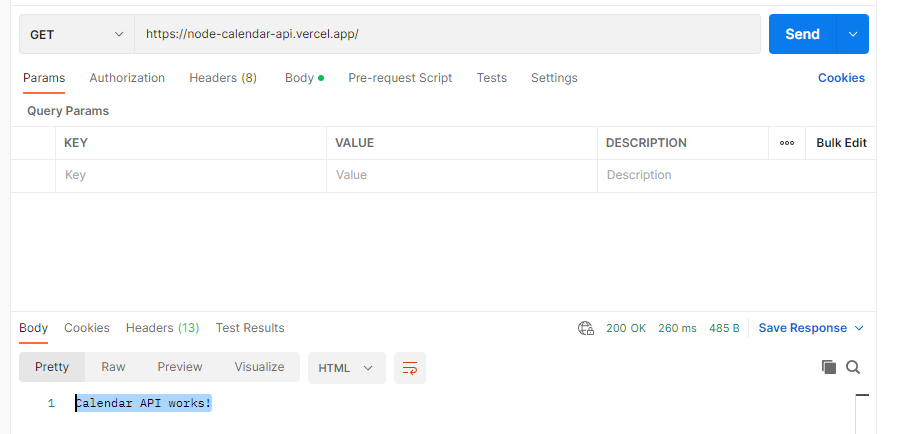 GET https://node-calendar-api.vercel.app/ Send
Params Authorization Headers (8) Body Pre-request Script Tests Settings Cookies
Query Params
KEY VALUE DESCRIPTION Bulk Edit
Key Value Description
Body Cookies Headers (13) Test Results 200 OK 260 ms 485 B Save Response
Pretty Raw Preview Visualize HTML
1 Calendar API works!